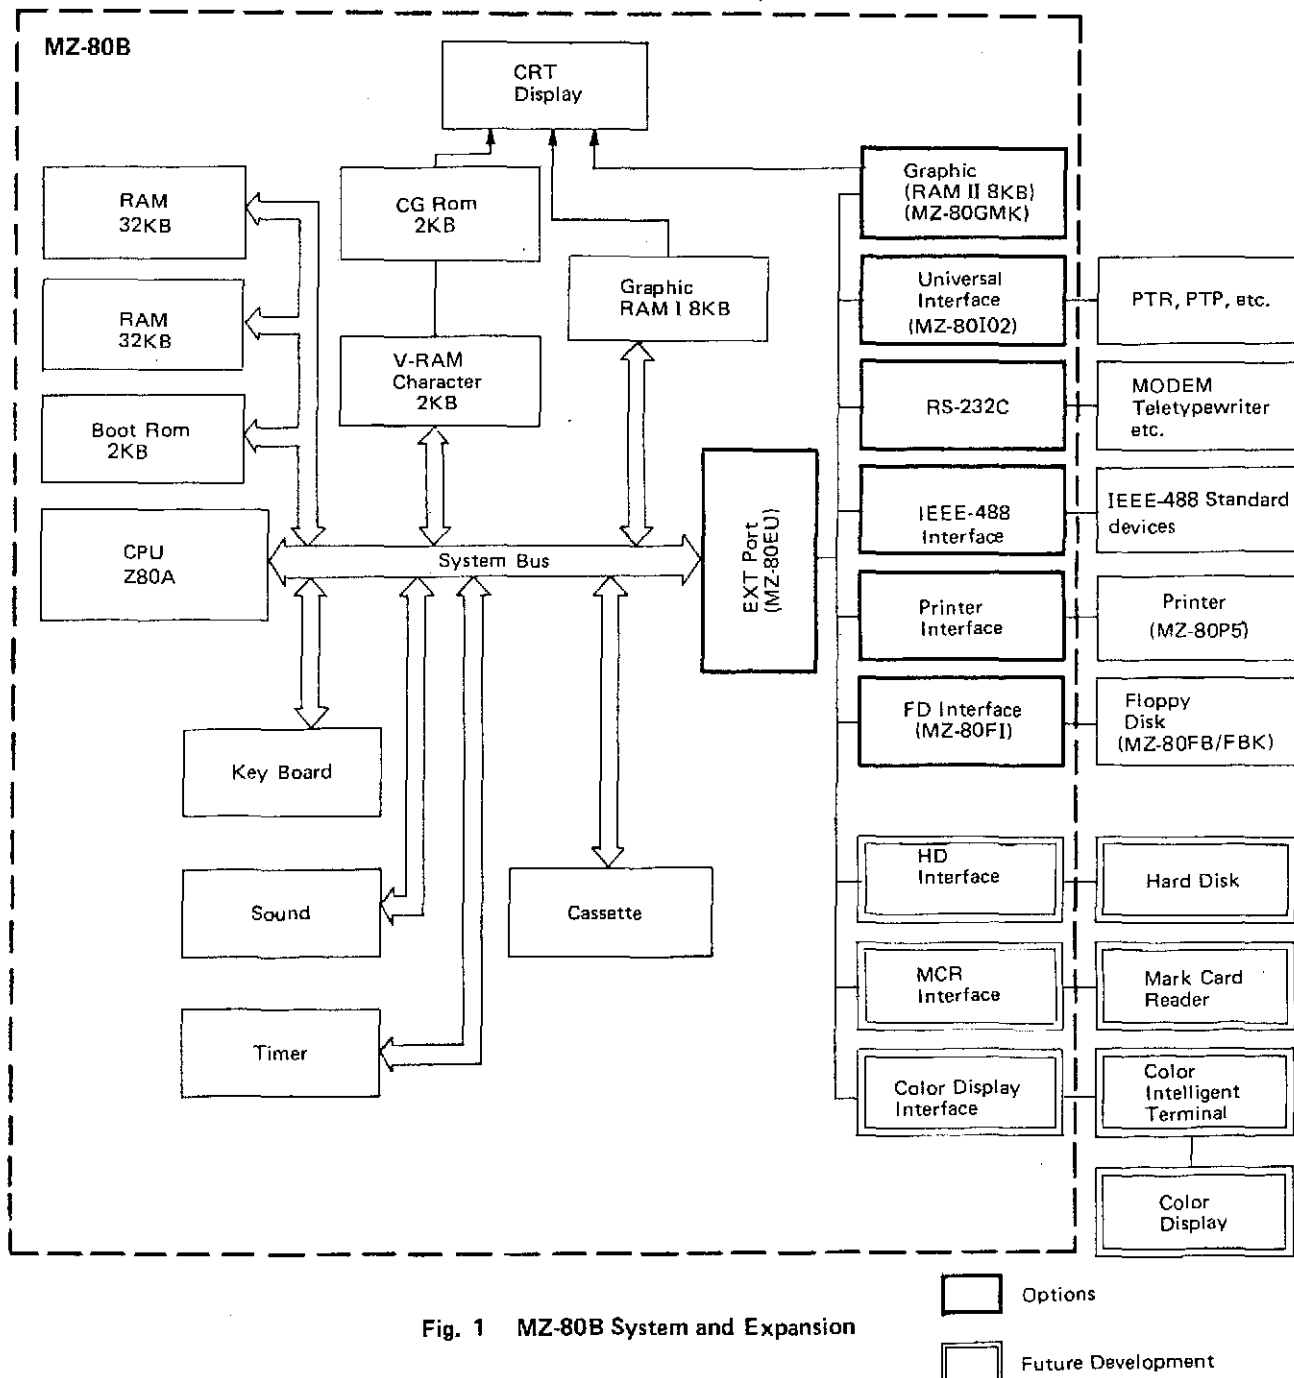 MZ-80B
CRT
Display
RAM
32KB
CG Rom
2KB
Graphic
(RAM II 8KB)
(MZ-80GMK)
RAM
32KB
Graphic
RAM I 8KB
Universal
Interface
(MZ-80I02)
PTR, PTP, etc.
V-RAM
Character
2KB
Boot Rom
2KB
RS-232C
MODEM
Teletypewriter
etc.
CPU
Z80A
System Bus
EXT Port
(MZ-80EU)
IEEE-488
Interface
IEEE-488 Standard
devices
Printer
Interface
Printer
(MZ-80P5)
FD Interface
(MZ-80FI)
Floppy
Disk
(MZ-80FB/FBK)
Key Board
Sound
Cassette
HD
Interface
Hard Disk
MCR
Interface
Mark Card
Reader
Timer
Color Display
Interface
Color
Intelligent
Terminal
Color
Display
Options
Fig. 1 MZ-80B System and Expansion
Future Development